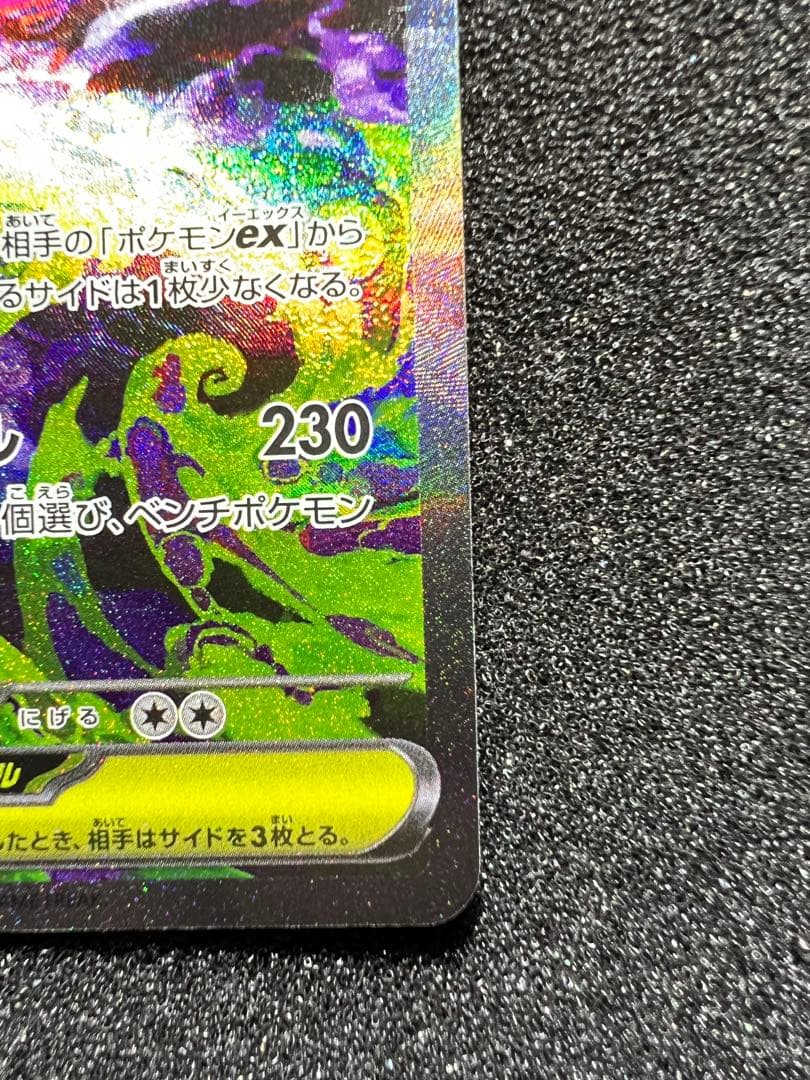 相手の「ポケモンex」から
るサイドは1枚少なくなる。
230
個選び、ベンチポケモン
にげる
ル
したとき、相手はサイドを3枚とる。